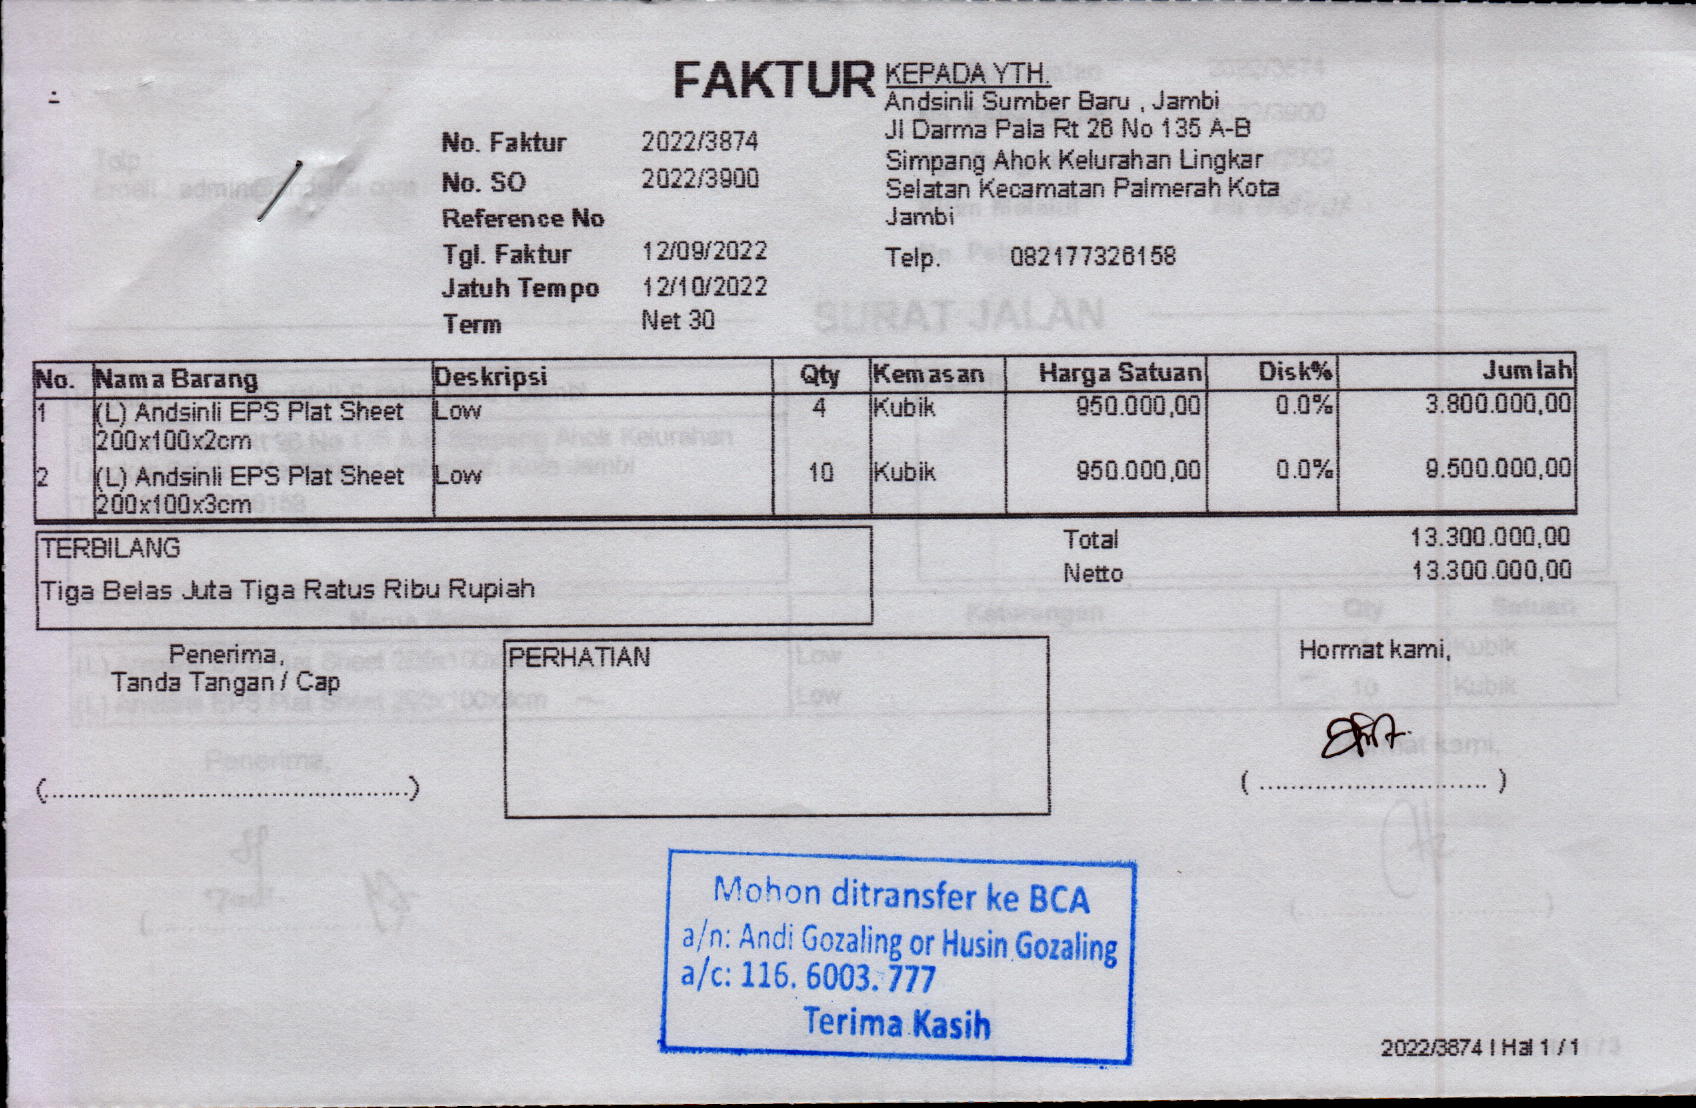 FAKTUR
KEPADA YTH.
Andsinli Sumber Baru , Jambi
Jl Darma Pala Rt 26 No 135 A-B
Simpang Ahok Kelurahan Lingkar
Selatan Kecamatan Palmerah Kota
Jambi
Telp. 082177326158
No. Faktur 2022/3874
No. SO 2022/3900
Reference No
Tgl. Faktur 12/09/2022
Jatuh Tempo 12/10/2022
Term Net 30
No. Nama Barang Deskripsi Qty Kemasan Harga Satuan Disk% Jumlah
1 (L) Andsinli EPS Plat Sheet Low 4 Kubik 950.000,00 0.0% 3.800.000,00
200x100x2cm
2 (L) Andsinli EPS Plat Sheet Low 10 Kubik 950.000,00 0.0% 9.500.000,00
200x100x3cm
TERBILANG
Tiga Belas Juta Tiga Ratus Ribu Rupiah
Total 13.300.000,00
Netto 13.300.000,00
Penerima,
Tanda Tangan / Cap
(................................................)
PERHATIAN
Hormat kami,
( ............................... )
Mohon ditransfer ke BCA
a/n: Andi Gozaling or Husin Gozaling
a/c: 116. 6003. 777
Terima Kasih
2022/3874 | Hal 1 / 1
SURAT JALAN